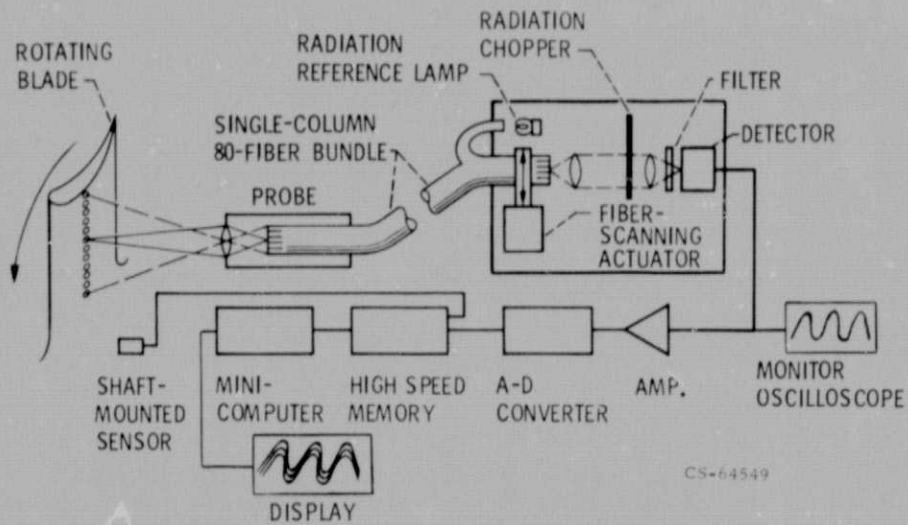 ROTATING
BLADE
SINGLE-COLUMN
80-FIBER BUNDLE
PROBE
RADIATION
REFERENCE LAMP
RADIATION
CHOPPER
FILTER
DETECTOR
FIBER-
SCANNING
ACTUATOR
SHAFT-
MOUNTED
SENSOR
MINI-
COMPUTER
HIGH SPEED
MEMORY
A-D
CONVERTER
AMP.
MONITOR
OSCILLOSCOPE
DISPLAY
CS-64549